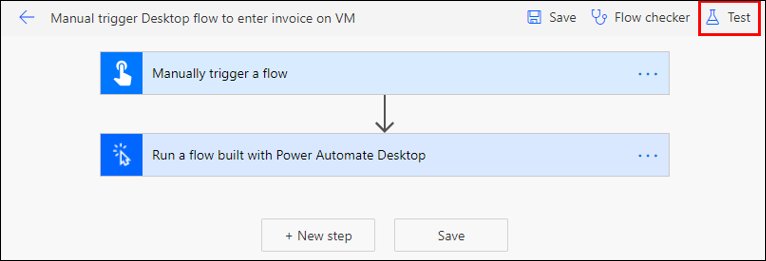 Manual trigger Desktop flow to enter invoice on VM
Save
Flow checker
Test
Manually trigger a flow
Run a flow built with Power Automate Desktop
+ New step
Save